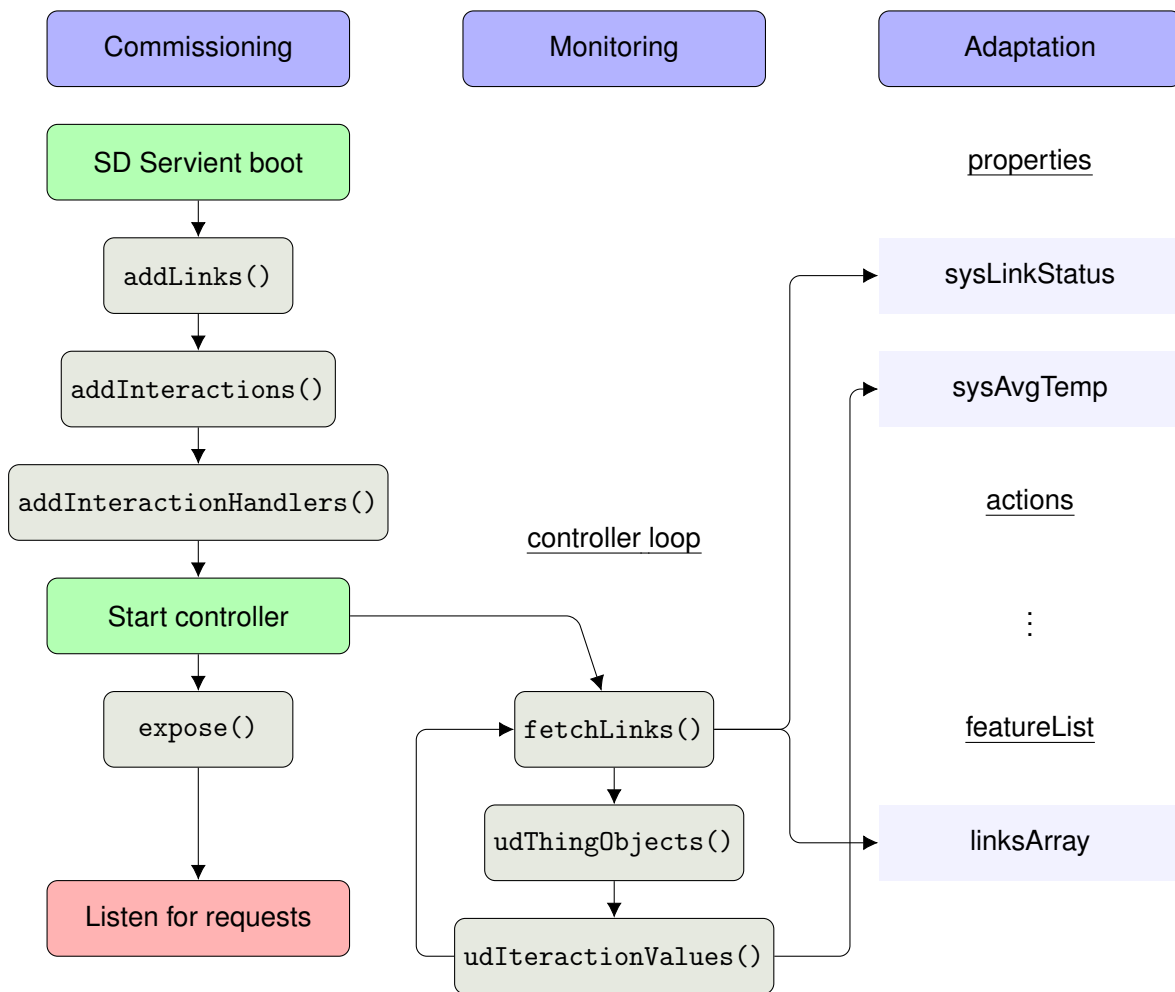 Commissioning
Monitoring
Adaptation
SD Servient boot
properties
addLinks()
sysLinkStatus
addInteractions()
sysAvgTemp
addInteractionHandlers()
actions
controller loop
Start controller
⋮
expose()
fetchLinks()
featureList
udThingObjects()
linksArray
Listen for requests
udIteractionValues()